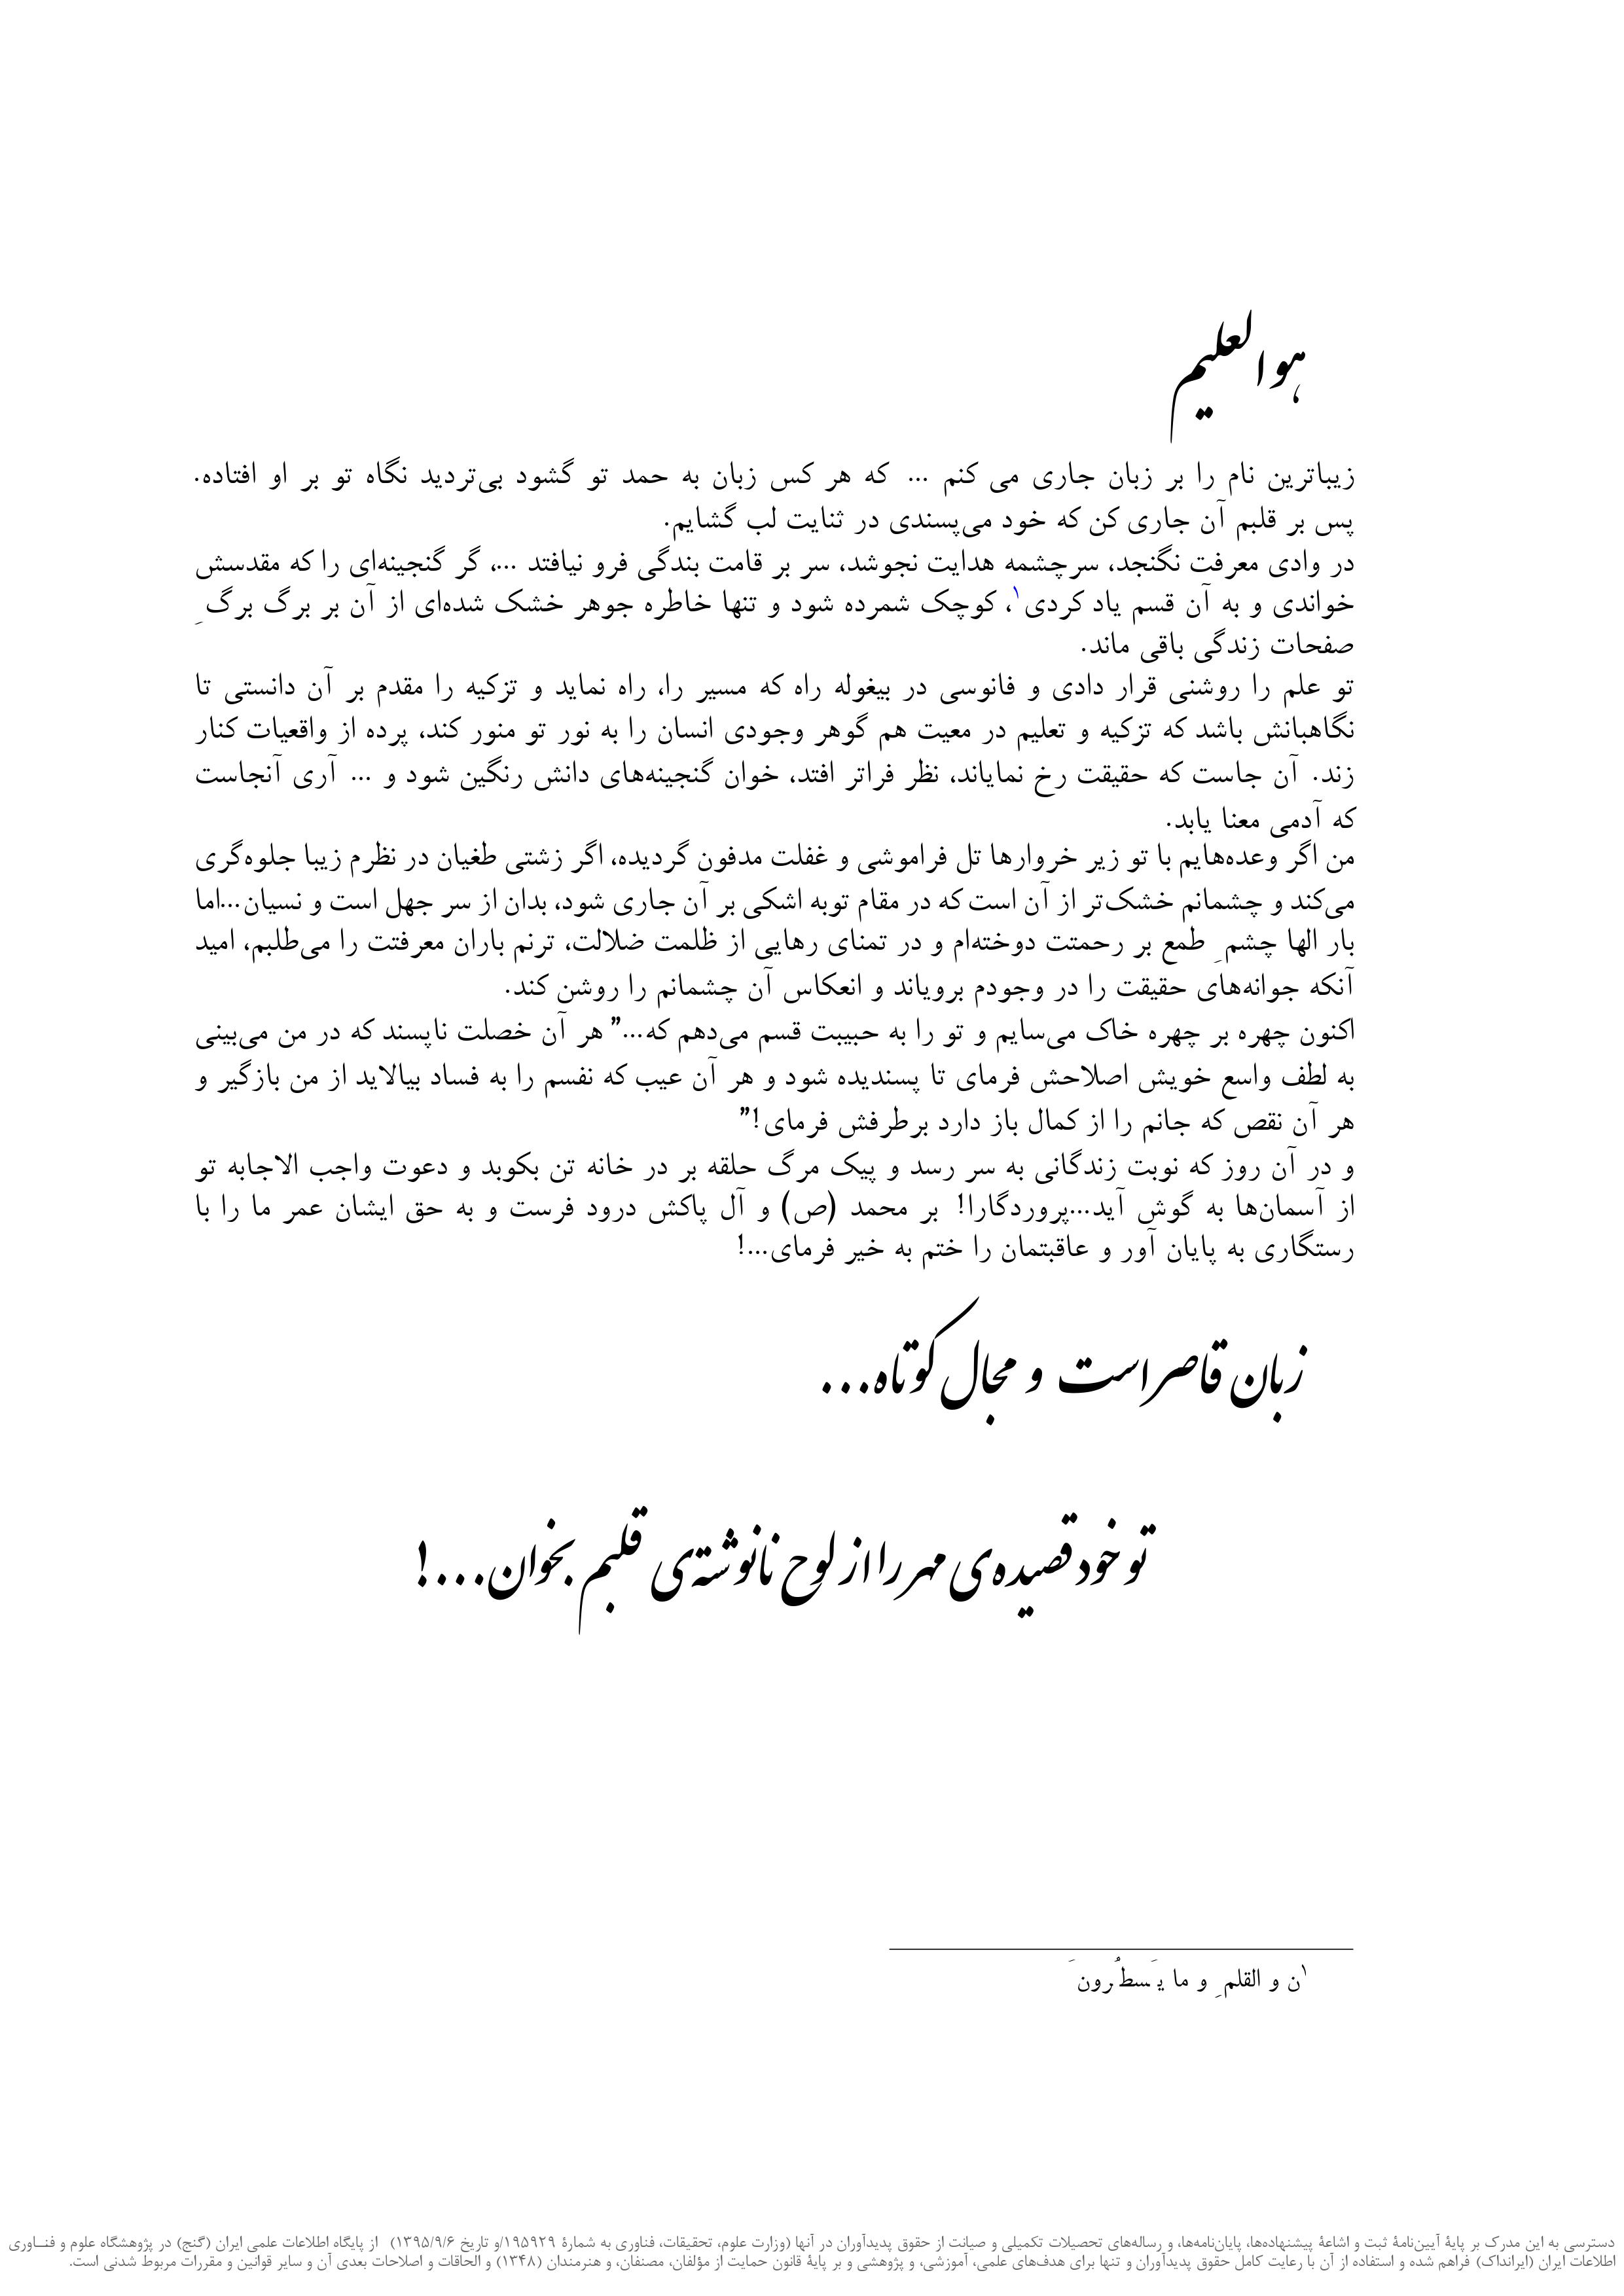 هوالعلیم
زیباترین نام را بر زبان جاری می کنم ... که هر کس زبان به حمد تو گشود بی‌تردید نگاه تو بر او افتاده.
پس بر قلبم آن جاری کن که خود می‌پسندی در ثنایت لب گشایم.
در وادی معرفت نگنجد، سرچشمه هدایت نجوشد، سر بر قامت بندگی فرو نیافتد ...، گر گنجینه‌ای را که مقدسش
خواندی و به آن قسم یاد کردی۱، کوچک شمرده شود و تنها خاطره جوهر خشک شده‌ای از آن بر برگ برگِ
صفحات زندگی باقی ماند.
تو علم را روشنی قرار دادی و فانوسی در بیغوله راه که مسیر را، راه نماید و تزکیه را مقدم بر آن دانستی تا
نگاهبانش باشد که تزکیه و تعلیم در معیت هم گوهر وجودی انسان را به نور تو منور کند، پرده از واقعیات کنار
زند. آن جاست که حقیقت رخ نمایاند، نظر فراتر افتد، خوان گنجینه‌های دانش رنگین شود و ... آری آنجاست
که آدمی معنا یابد.
من اگر وعده‌هایم با تو زیر خروارها تل فراموشی و غفلت مدفون گردیده، اگر زشتی طغیان در نظرم زیبا جلوه‌گری
می‌کند و چشمانم خشک‌تر از آن است که در مقام توبه اشکی بر آن جاری شود، بدان از سر جهل است و نسیان...اما
بار الها چشمِ طمع بر رحمتت دوخته‌ام و در تمنای رهایی از ظلمت ضلالت، ترنم باران معرفتت را می‌طلبم، امید
آنکه جوانه‌های حقیقت را در وجودم برویاند و انعکاس آن چشمانم را روشن کند.
اکنون چهره بر چهره خاک می‌سایم و تو را به حبیبت قسم می‌دهم که...” هر آن خصلت ناپسند که در من می‌بینی
به لطف واسع خویش اصلاحش فرمای تا پسندیده شود و هر آن عیب که نفسم را به فساد بیالاید از من بازگیر و
هر آن نقص که جانم را از کمال باز دارد برطرفش فرمای!”
و در آن روز که نوبت زندگانی به سر رسد و پیک مرگ حلقه بر در خانه تن بکوبد و دعوت واجب الاجابه تو
از آسمان‌ها به گوش آید...پروردگارا! بر محمد (ص) و آل پاکش درود فرست و به حق ایشان عمر ما را با
رستگاری به پایان آور و عاقبتمان را ختم به خیر فرمای...!
زبان قاصر است و مجال کوتاه...
تو خود قصیده‌ی مهر را از لوح نانوشته‌ی قلبم بخوان...!
۱ن و القلمِ و ما یَسطُرونَ
دسترسی به این مدرک بر پایهٔ آیین‌نامهٔ ثبت و اشاعهٔ پیشنهاده‌ها، پایان‌نامه‌ها، و رساله‌های تحصیلات تکمیلی و صیانت از حقوق پدیدآوران در آنها (وزارت علوم، تحقیقات، فناوری به شمارهٔ ۱۹۵۹۲۹/و تاریخ ۱۳۹۵/۹/۶) از پایگاه اطلاعات علمی ایران (گنج) در پژوهشگاه علوم و فنــاوری
اطلاعات ایران (ایرانداک) فراهم شده و استفاده از آن با رعایت کامل حقوق پدیدآوران و تنها برای هدف‌های علمی، آموزشی، و پژوهشی و بر پایهٔ قانون حمایت از مؤلفان، مصنفان، و هنرمندان (۱۳۴۸) و الحاقات و اصلاحات بعدی آن و سایر قوانین و مقررات مربوط شدنی است.